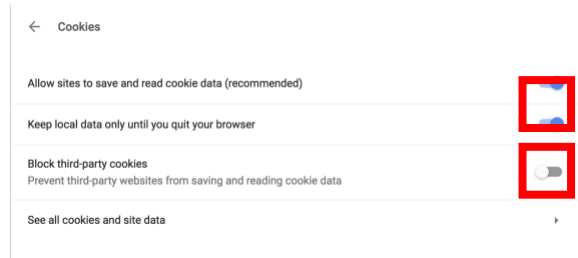 Cookies
Allow sites to save and read cookie data (recommended)
Keep local data only until you quit your browser
Block third-party cookies
Prevent third-party websites from saving and reading cookie data
See all cookies and site data